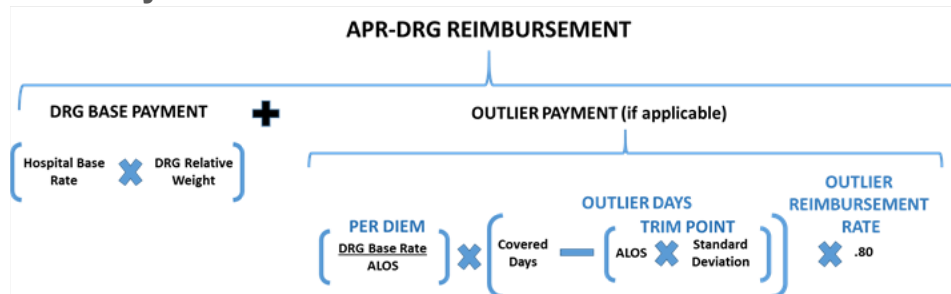 APR-DRG REIMBURSEMENT
DRG BASE PAYMENT
OUTLIER PAYMENT (if applicable)
Hospital Base
Rate
DRG Relative
Weight
PER DIEM
DRG Base Rate
ALOS
OUTLIER DAYS
TRIM POINT
Covered
Days
ALOS
Standard
Deviation
OUTLIER
REIMBURSEMENT
RATE
.80